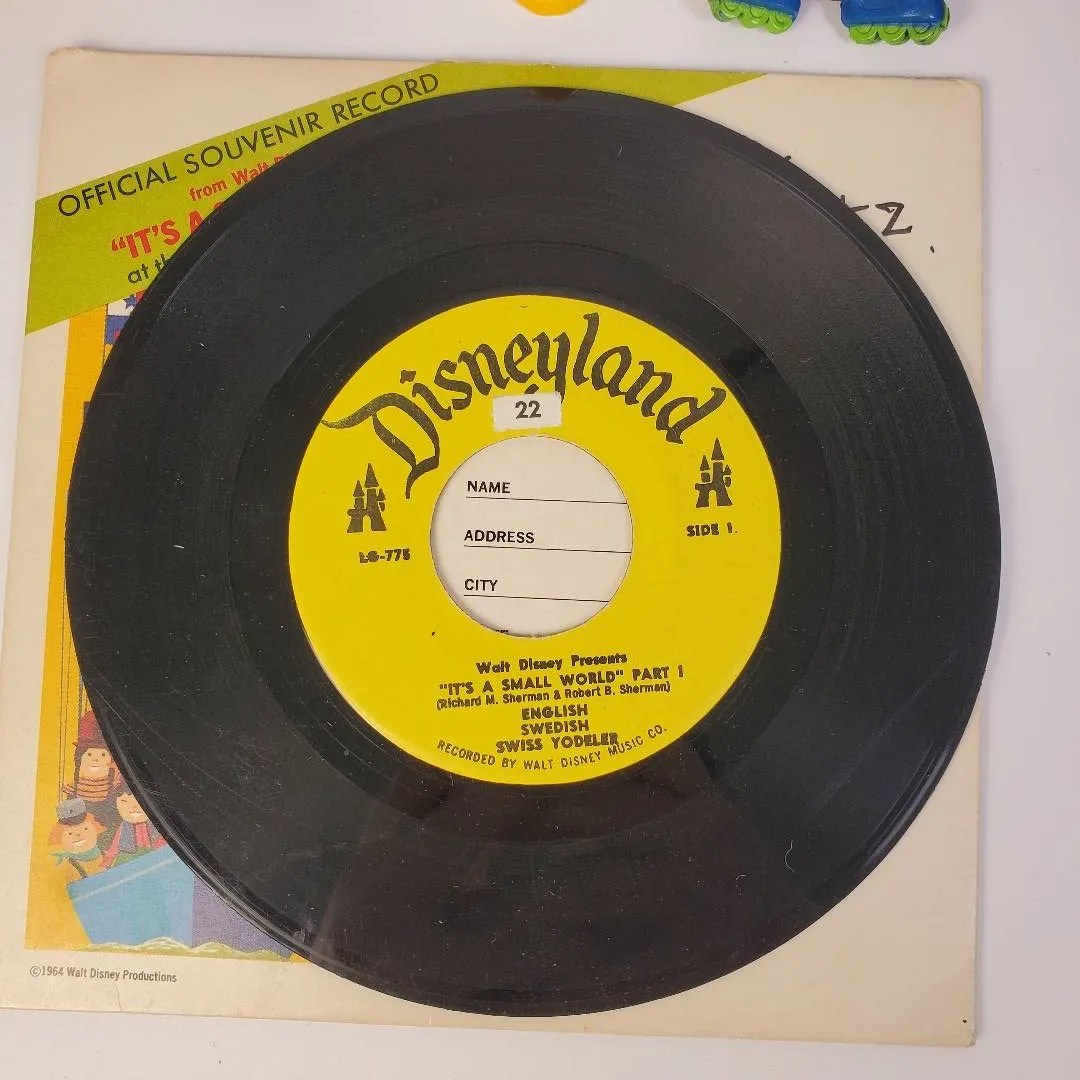 OFFICIAL SOUVENIR RECORD
from Walt
"IT'S A
at
Disneyland
22
NAME
ADDRESS
CITY
LG-775
SIDE 1.
Walt Disney Presents
"IT'S A SMALL WORLD" PART 1
(Richard M. Sherman & Robert B. Sherman)
ENGLISH
SWEDISH
SWISS YODELER
RECORDED BY WALT DISNEY MUSIC CO.
©1964 Walt Disney Productions